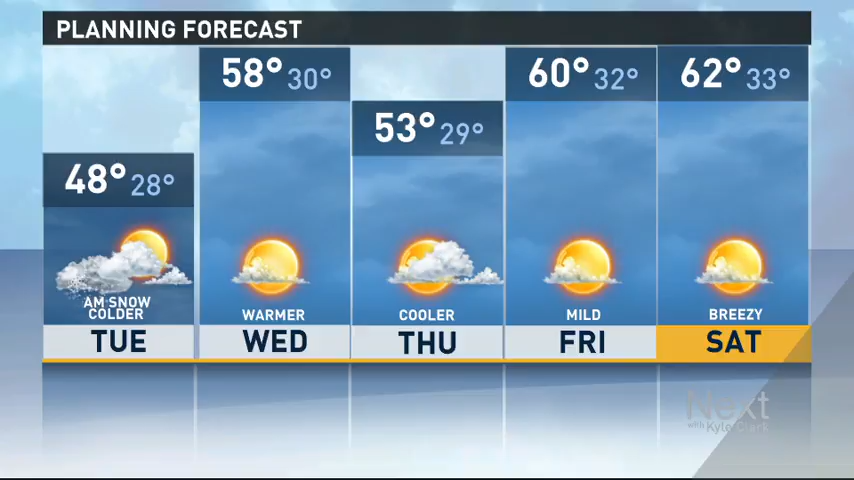 PLANNING FORECAST
48° 28°
AM SNOW
COLDER
TUE
58° 30°
WARMER
WED
53° 29°
COOLER
THU
60° 32°
MILD
FRI
62° 33°
BREEZY
SAT
Next
with Kyle Clark